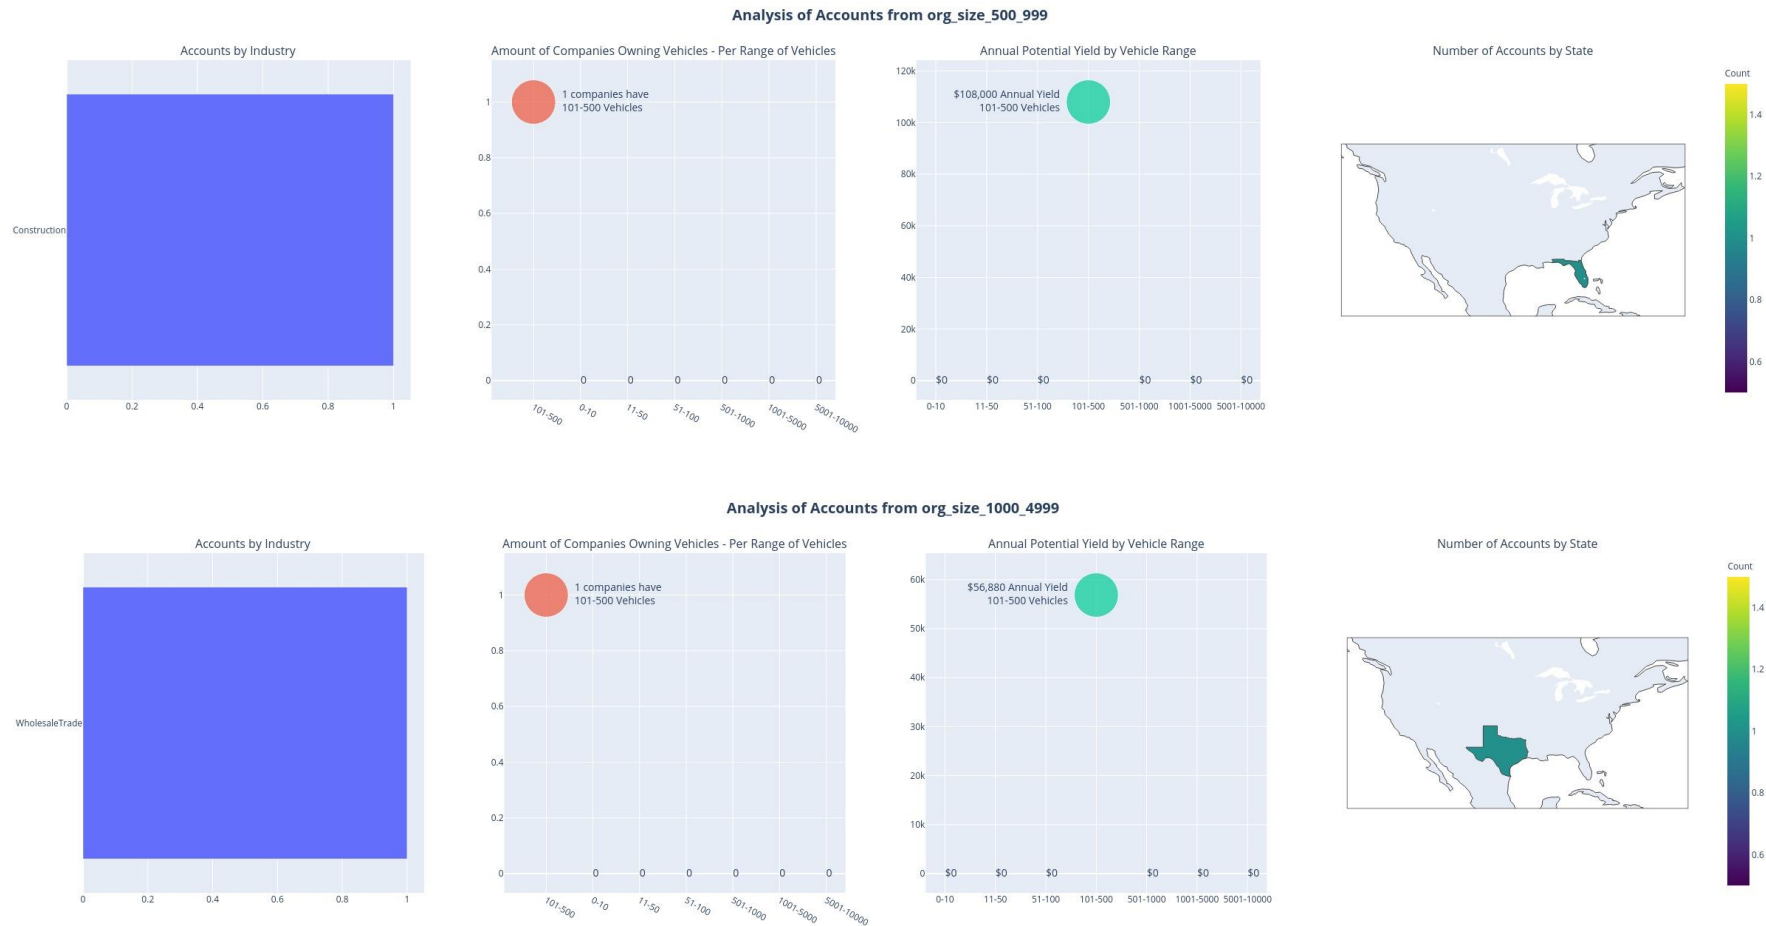 Analysis of Accounts from org_size_500_999
Accounts by Industry
Construction
0 0.2 0.4 0.6 0.8 1
Amount of Companies Owning Vehicles - Per Range of Vehicles
1 companies have
101-500 Vehicles
1
0.8
0.6
0.4
0.2
0
0 0 0 0 0 0
101-500 0-10 11-50 51-100 501-1000 1001-5000 5001-10000
Annual Potential Yield by Vehicle Range
$108,000 Annual Yield
101-500 Vehicles
120k
100k
80k
60k
40k
20k
0
$0 $0 $0 $0 $0 $0
0-10 11-50 51-100 101-500 501-1000 1001-5000 5001-10000
Number of Accounts by State
Count
1.4
1.2
1
0.8
0.6
Analysis of Accounts from org_size_1000_4999
Accounts by Industry
WholesaleTrade
0 0.2 0.4 0.6 0.8 1
Amount of Companies Owning Vehicles - Per Range of Vehicles
1 companies have
101-500 Vehicles
1
0.8
0.6
0.4
0.2
0
0 0 0 0 0 0
101-500 0-10 11-50 51-100 501-1000 1001-5000 5001-10000
Annual Potential Yield by Vehicle Range
$56,880 Annual Yield
101-500 Vehicles
60k
50k
40k
30k
20k
10k
0
$0 $0 $0 $0 $0 $0
0-10 11-50 51-100 101-500 501-1000 1001-5000 5001-10000
Number of Accounts by State
Count
1.4
1.2
1
0.8
0.6